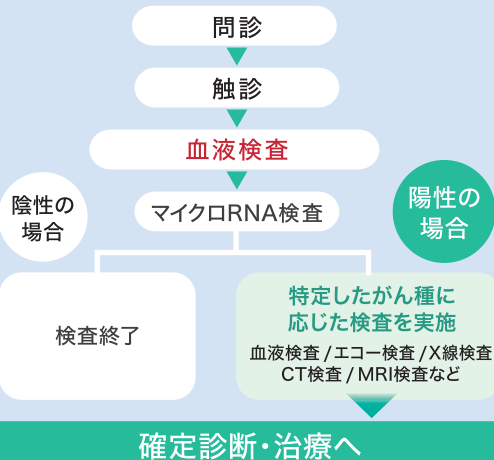 問診
触診
血液検査
マイクロRNA検査
陰性の
場合
陽性の
場合
検査終了
特定したがん種に
応じた検査を実施
血液検査/エコー検査/X線検査
CT検査/MRI検査など
確定診断・治療へ